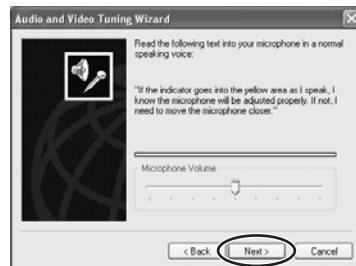 Audio and Video Tuning Wizard
Read the following text into your microphone in a normal
speaking voice:
"If the indicator goes into the yellow area as I speak, I
know the microphone will be adjusted properly. If not, I
need to move the microphone closer."
Microphone Volume
< Back Next > Cancel